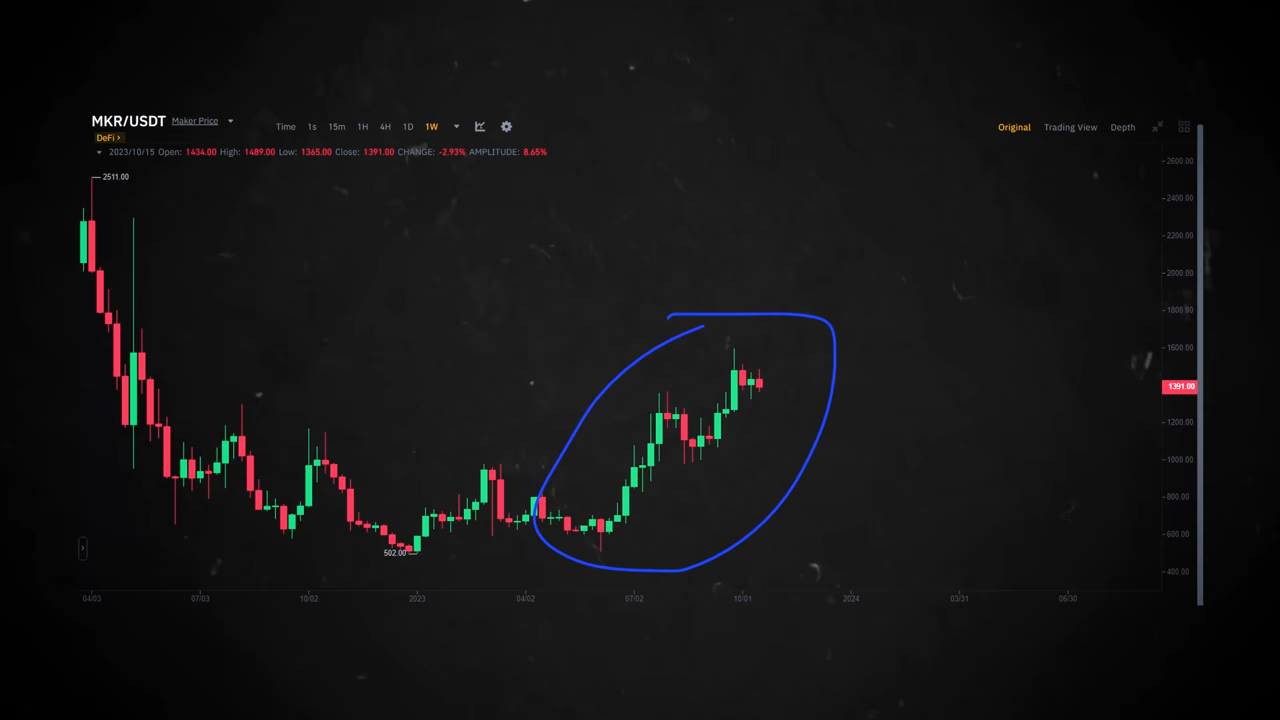 MKR/USDT Maker Price
DeFi ›
Time 1s 15m 1H 4H 1D 1W
Original Trading View Depth
2023/10/15 Open: 1434.00 High: 1489.00 Low: 1365.00 Close: 1391.00 CHANGE: -2.93% AMPLITUDE: 8.65%
2511.00
502.00
2600.00
2400.00
2200.00
2000.00
1800.00
1600.00
1391.00
1200.00
1000.00
800.00
600.00
400.00
04/03 07/03 10/02 2023 04/02 07/02 10/01 2024 03/31 06/30